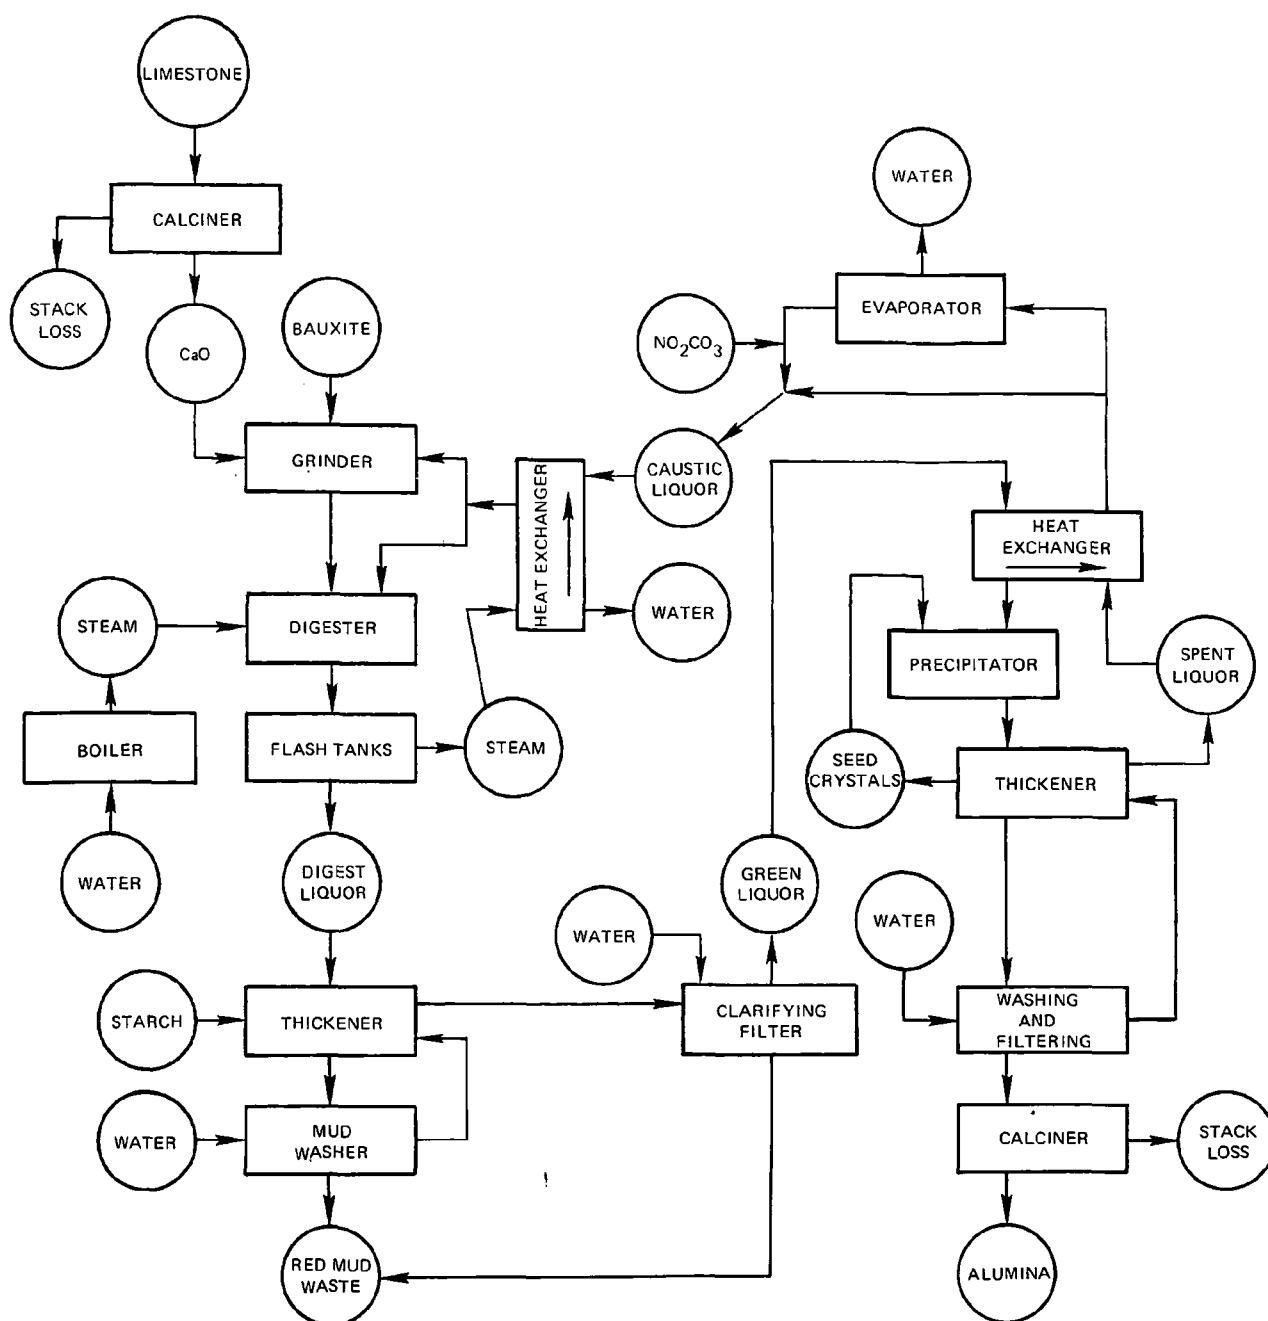 LIMESTONE
CALCINER
STACK
LOSS
CaO
BAUXITE
GRINDER
HEAT EXCHANGER
CAUSTIC
LIQUOR
WATER
EVAPORATOR
NO2CO3
WATER
HEAT
EXCHANGER
STEAM
DIGESTER
PRECIPITATOR
SPENT
LIQUOR
BOILER
FLASH TANKS
STEAM
SEED
CRYSTALS
THICKENER
WATER
DIGEST
LIQUOR
GREEN
LIQUOR
WATER
WATER
STARCH
THICKENER
CLARIFYING
FILTER
WASHING
AND
FILTERING
WATER
MUD
WASHER
CALCINER
STACK
LOSS
RED MUD
WASTE
ALUMINA